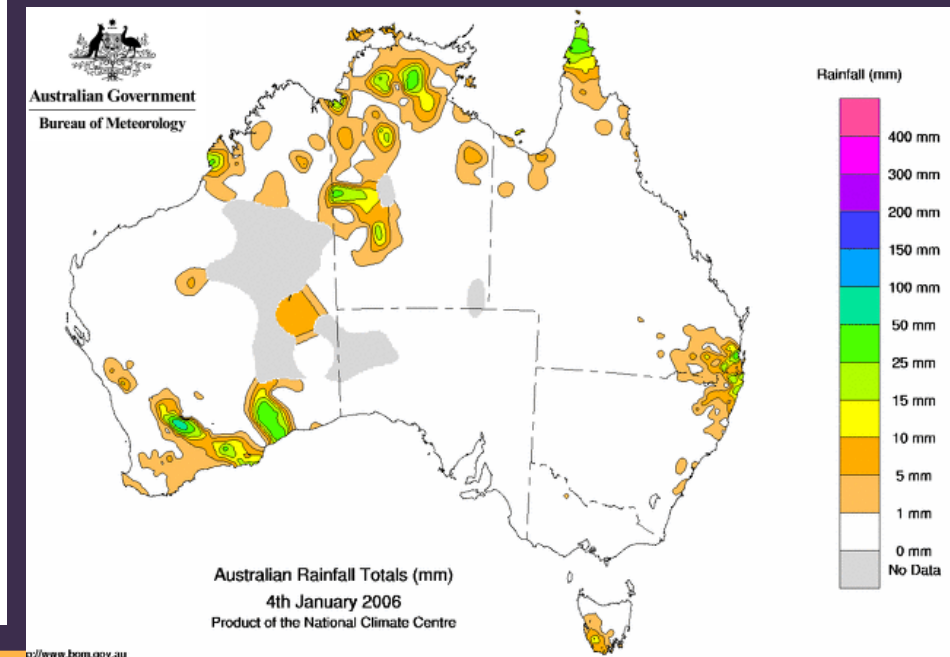 Australian Government
Bureau of Meteorology
Rainfall (mm)
400 mm
300 mm
200 mm
150 mm
100 mm
50 mm
25 mm
15 mm
10 mm
5 mm
1 mm
0 mm
No Data
Australian Rainfall Totals (mm)
4th January 2006
Product of the National Climate Centre
p://www.bom.gov.au